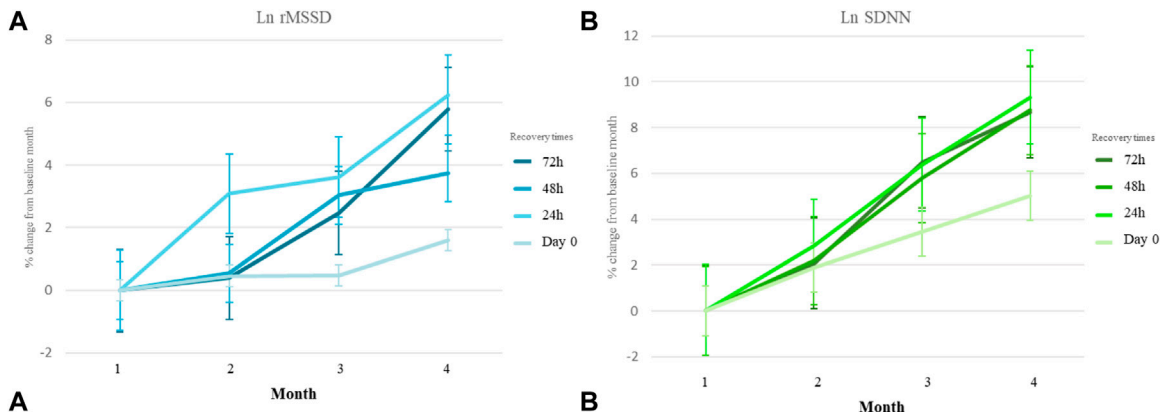 A
Ln rMSSD
8
6
4
2
0
-2
% change from baseline month
1
2
3
4
Month
Recovery times
72h
48h
24h
Day 0
A
B
Ln SDNN
12
10
8
6
4
2
0
-2
% change from baseline month
1
2
3
4
Month
Recovery times
72h
48h
24h
Day 0
B